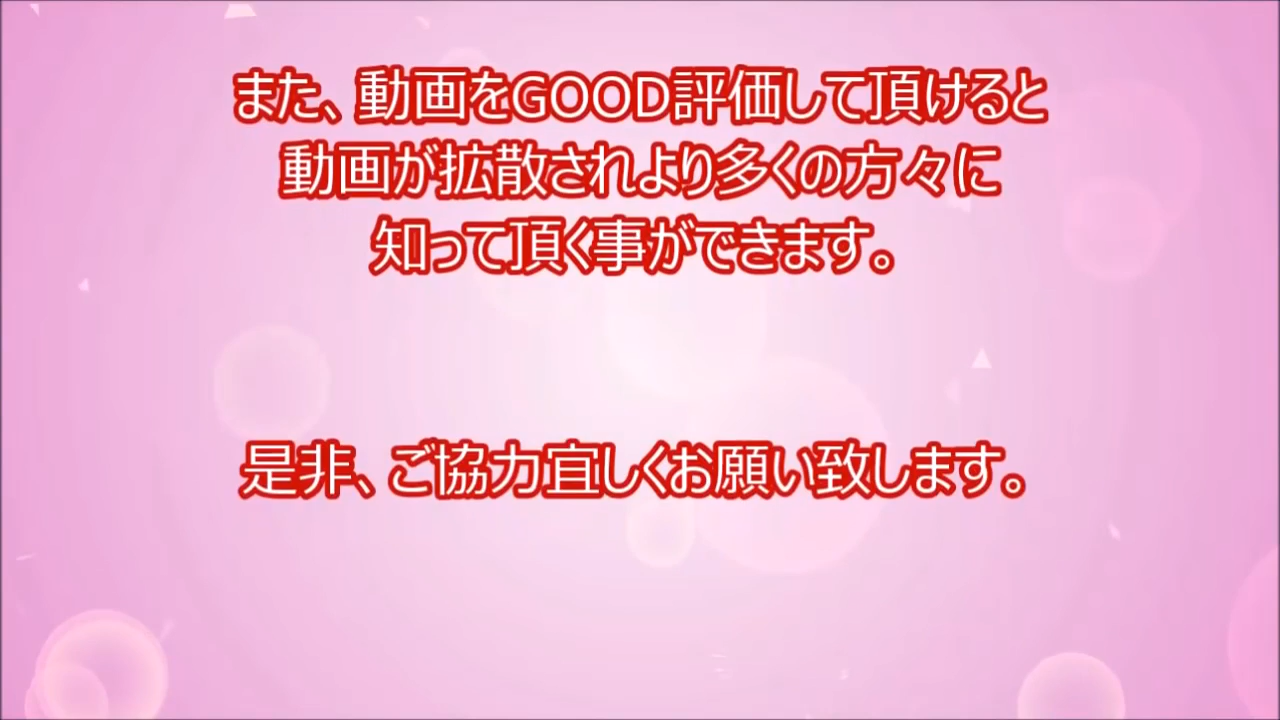 また、動画をGOOD評価して頂けると
動画が拡散されより多くの方々に
知って頂く事ができます。
是非、ご協力宜しくお願い致します。